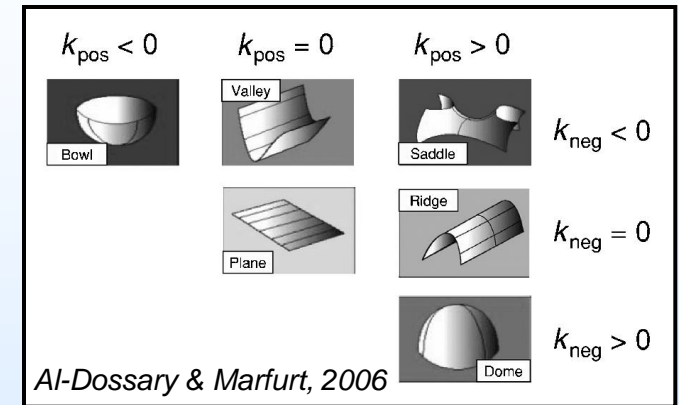 k_pos < 0 k_pos = 0 k_pos > 0
Bowl
Valley
Saddle
k_neg < 0
Plane
Ridge
k_neg = 0
Dome
k_neg > 0
Al-Dossary & Marfurt, 2006